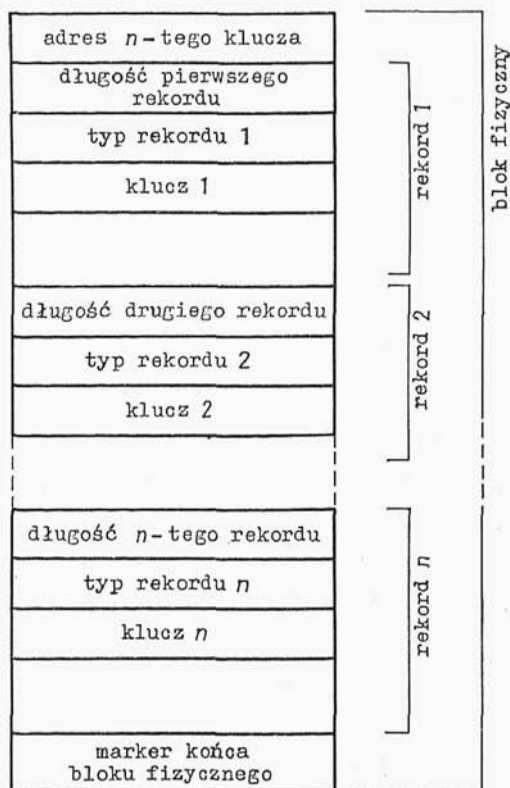 adres n-tego klucza
długość pierwszego
rekordu
typ rekordu 1
klucz 1
rekord 1
blok fizyczny
długość drugiego rekordu
typ rekordu 2
klucz 2
rekord 2
długość n-tego rekordu
typ rekordu n
klucz n
rekord n
marker końca
bloku fizycznego